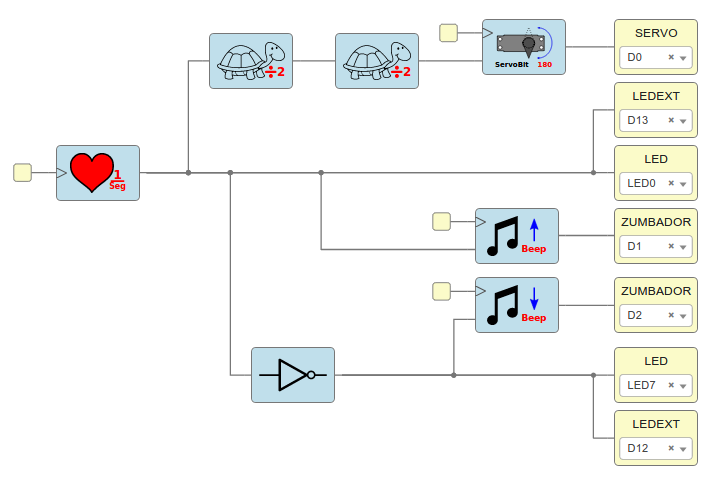 ÷2
÷2
ServoBit 180
SERVO
D0
LEDEXT
D13
1
Seg
LED
LED0
Beep
ZUMBADOR
D1
Beep
ZUMBADOR
D2
LED
LED7
LEDEXT
D12